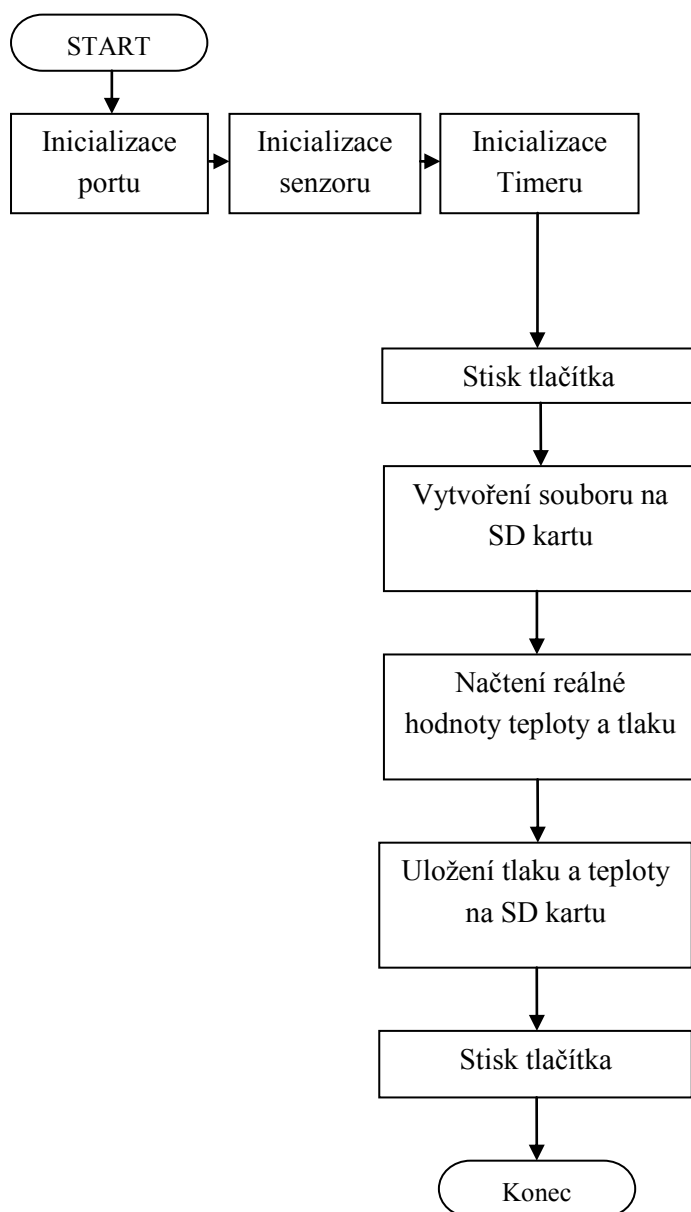 START
Inicializace
portu
Inicializace
senzoru
Inicializace
Timeru
Stisk tlačítka
Vytvoření souboru na
SD kartu
Načtení reálné
hodnoty teploty a tlaku
Uložení tlaku a teploty
na SD kartu
Stisk tlačítka
Konec